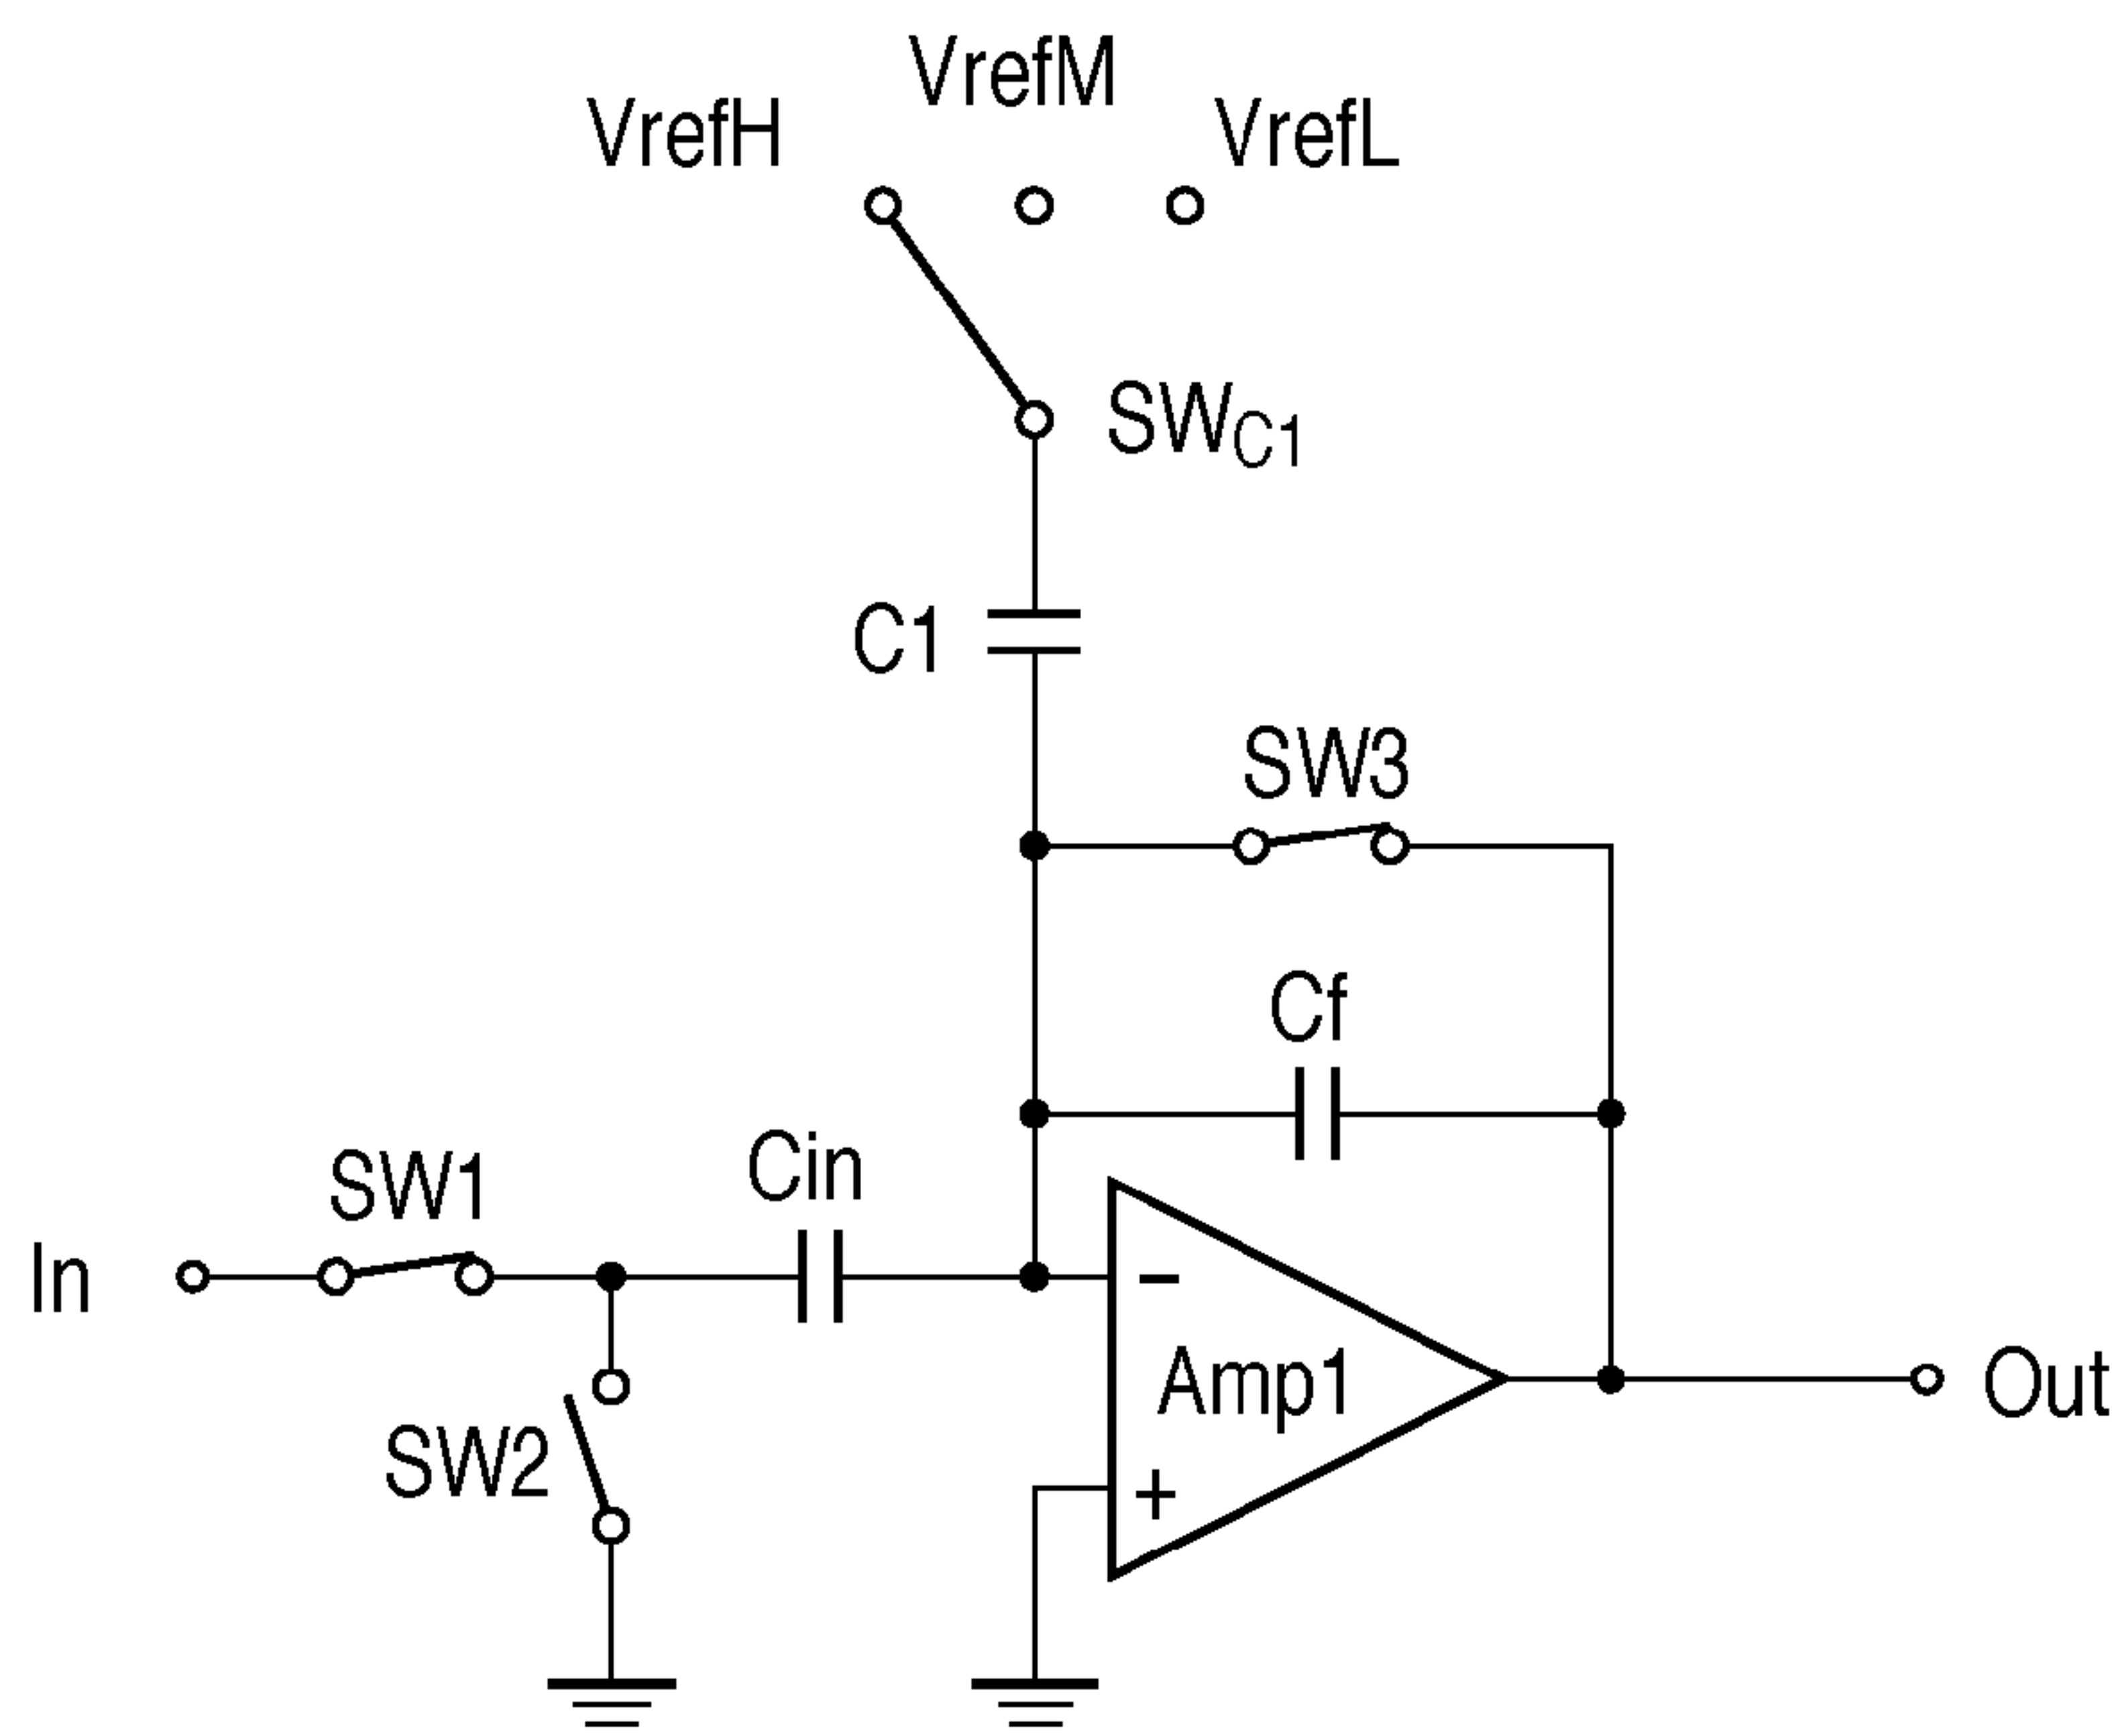 VrefM
VrefH
VrefL
SWC1
C1
SW3
Cf
Cin
SW1
In
-
Amp1
Out
SW2
+